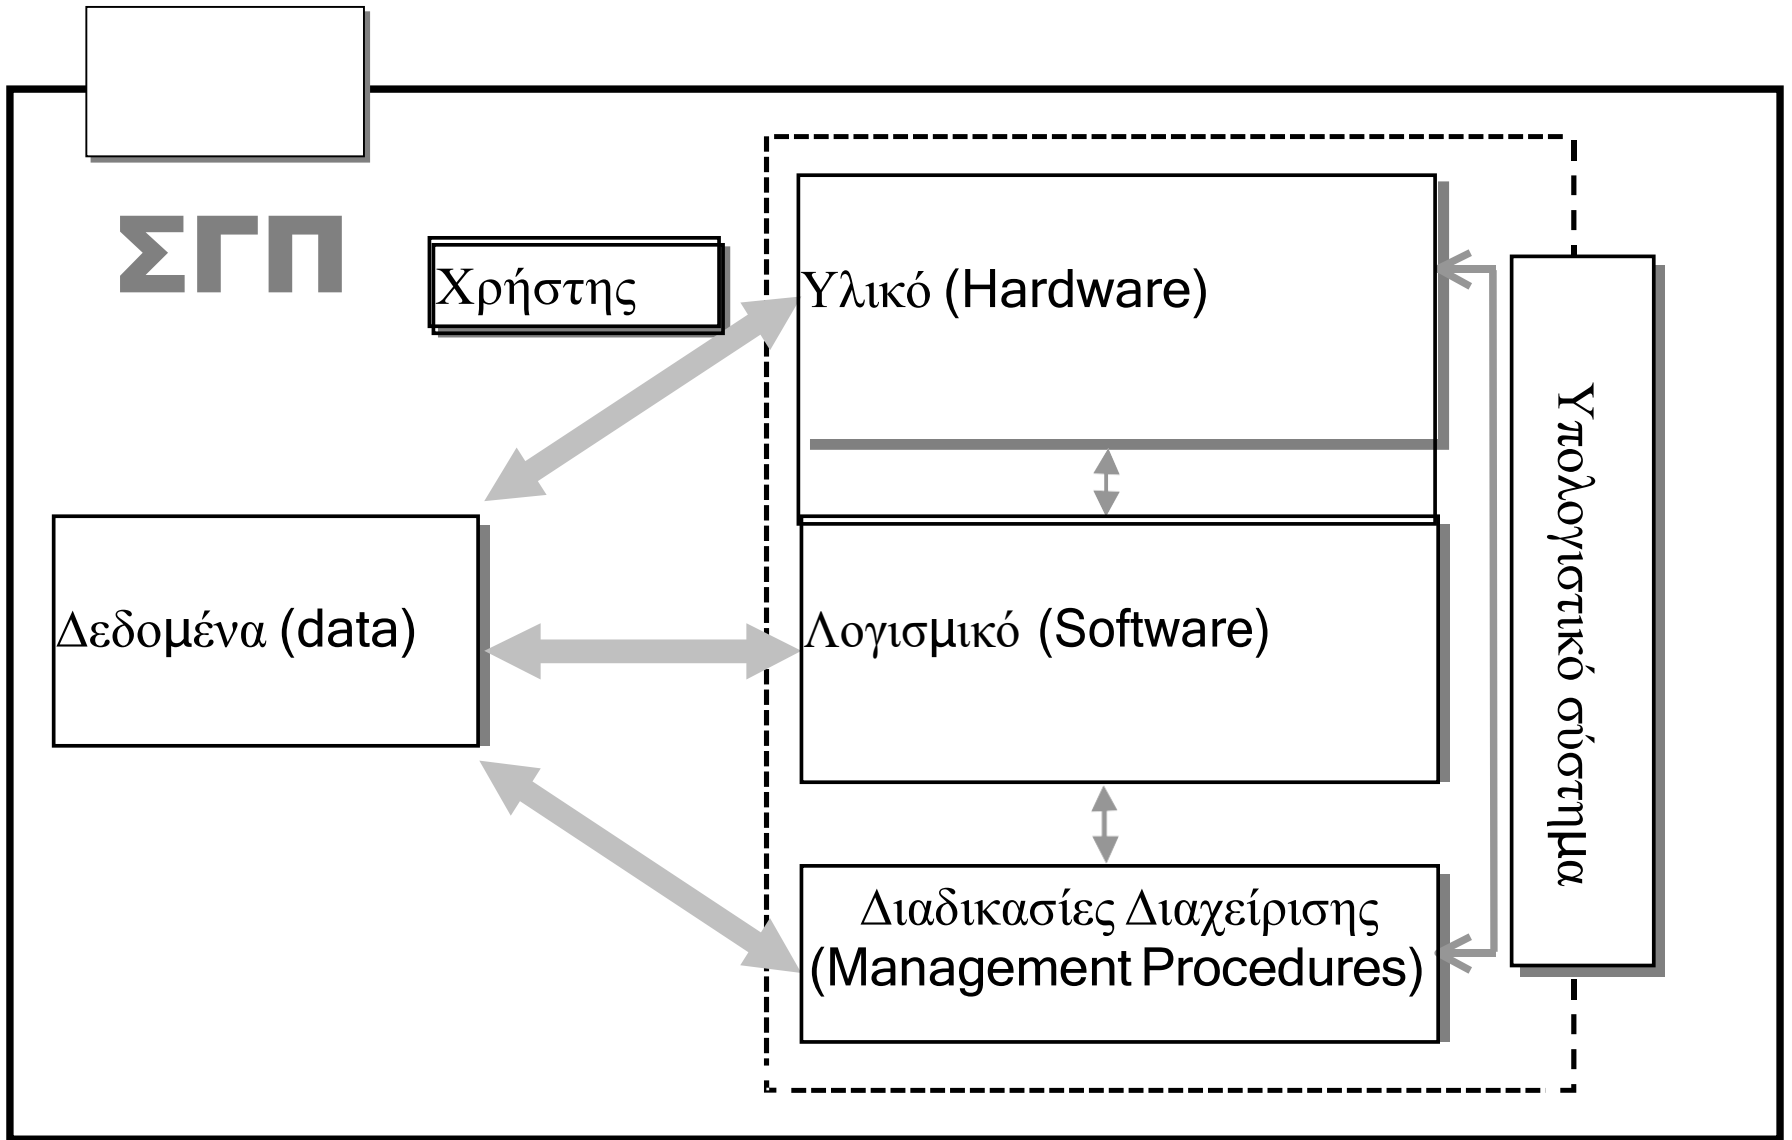 ΣΓΠ
Χρήστης
Υλικό (Hardware)
Δεδομένα (data)
Λογισμικό (Software)
Διαδικασίες Διαχείρισης
(Management Procedures)
Υπολογιστικό σύστημα